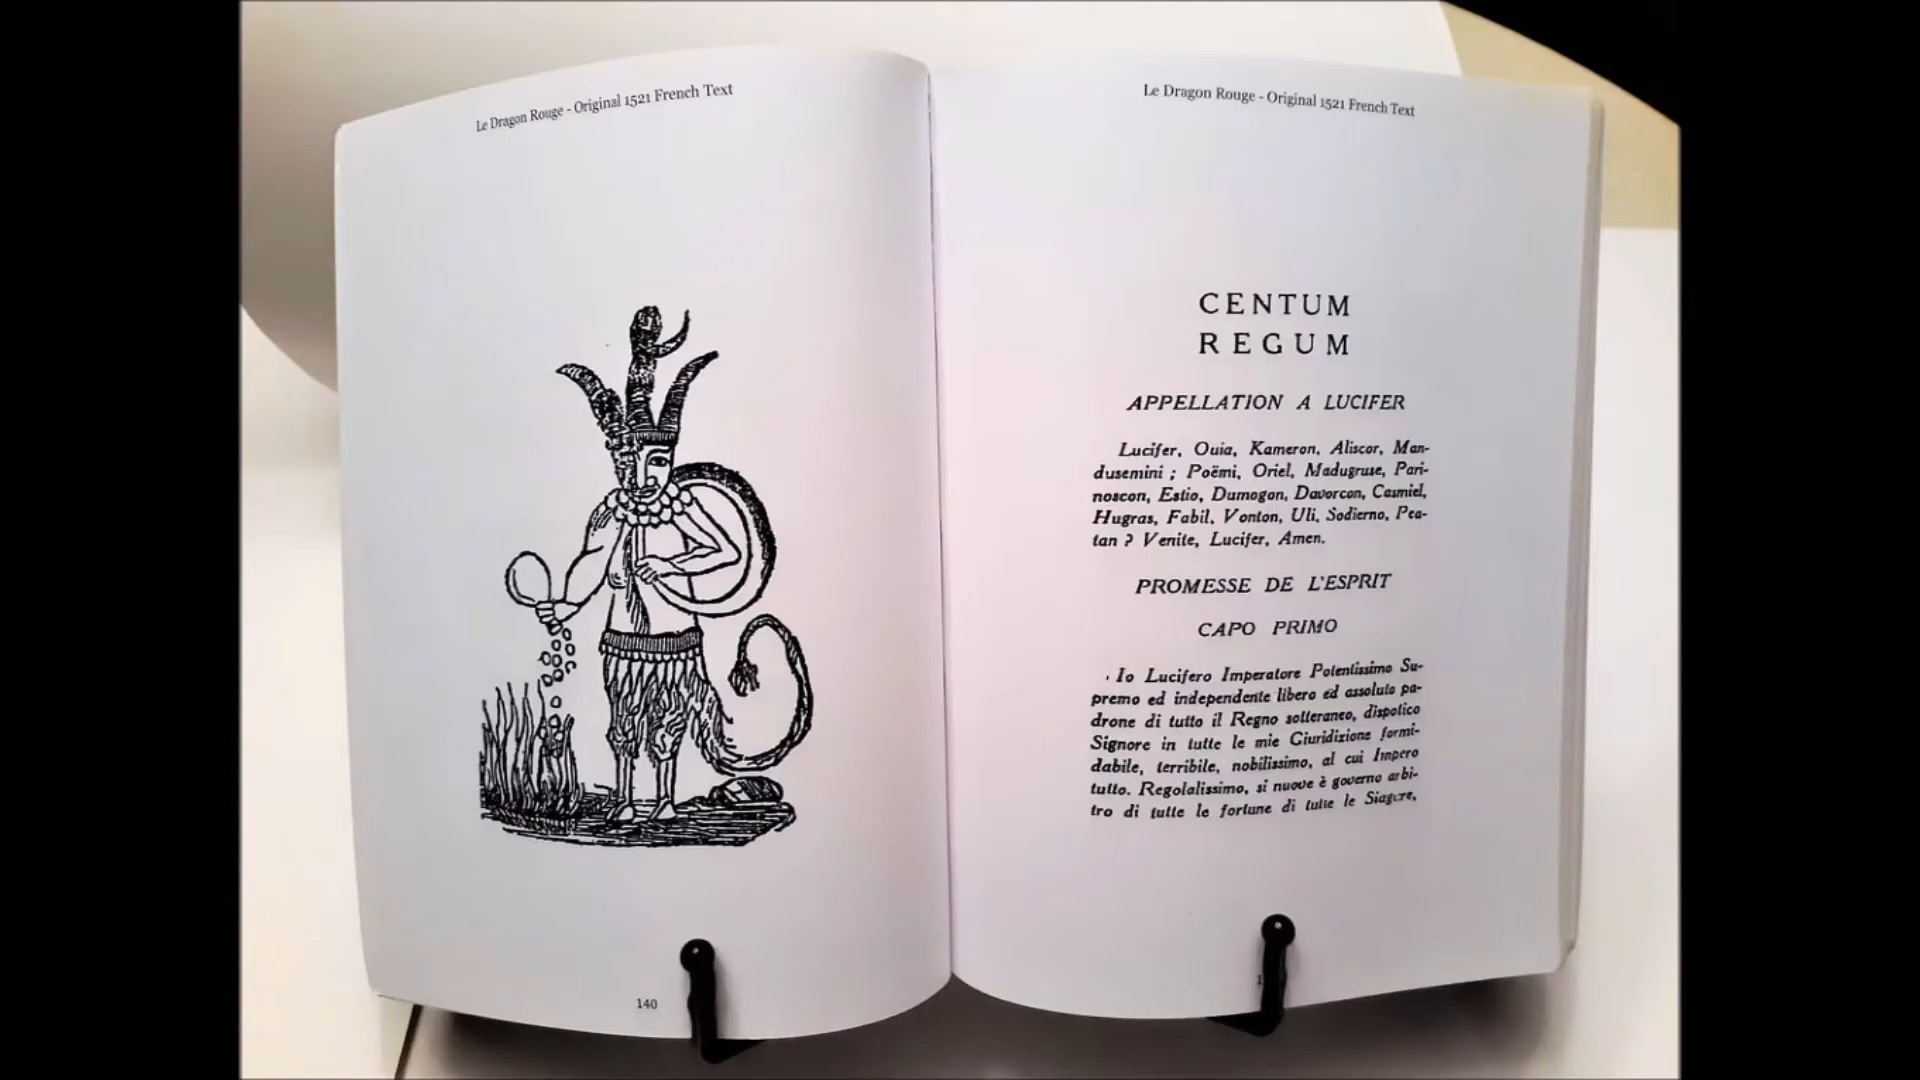 Le Dragon Rouge - Original 1521 French Text
140
Le Dragon Rouge - Original 1521 French Text
CENTUM
REGUM
APPELLATION A LUCIFER
Lucifer, Ouia, Kameron, Aliscor, Man-
dusemini ; Poëmi, Oriel, Madugruse, Pari-
noscon, Estio, Dumogon, Davorcon, Casmiel,
Hugras, Fabil, Vonton, Uli, Sodierno, Pea-
tan ? Venite, Lucifer, Amen.
PROMESSE DE L'ESPRIT
CAPO PRIMO
Io Lucifero Imperatore Potentissimo Su-
premo ed independente libero ed assoluto pa-
drone di tutto il Regno solteraneo, dispotico
Signore in tutte le mie Giuridizione formi-
dabile, terribile, nobilissimo, al cui Impero
tutto. Regolalissimo, si nuove è governo arbi-
tro di tutte le fortune di tutte le